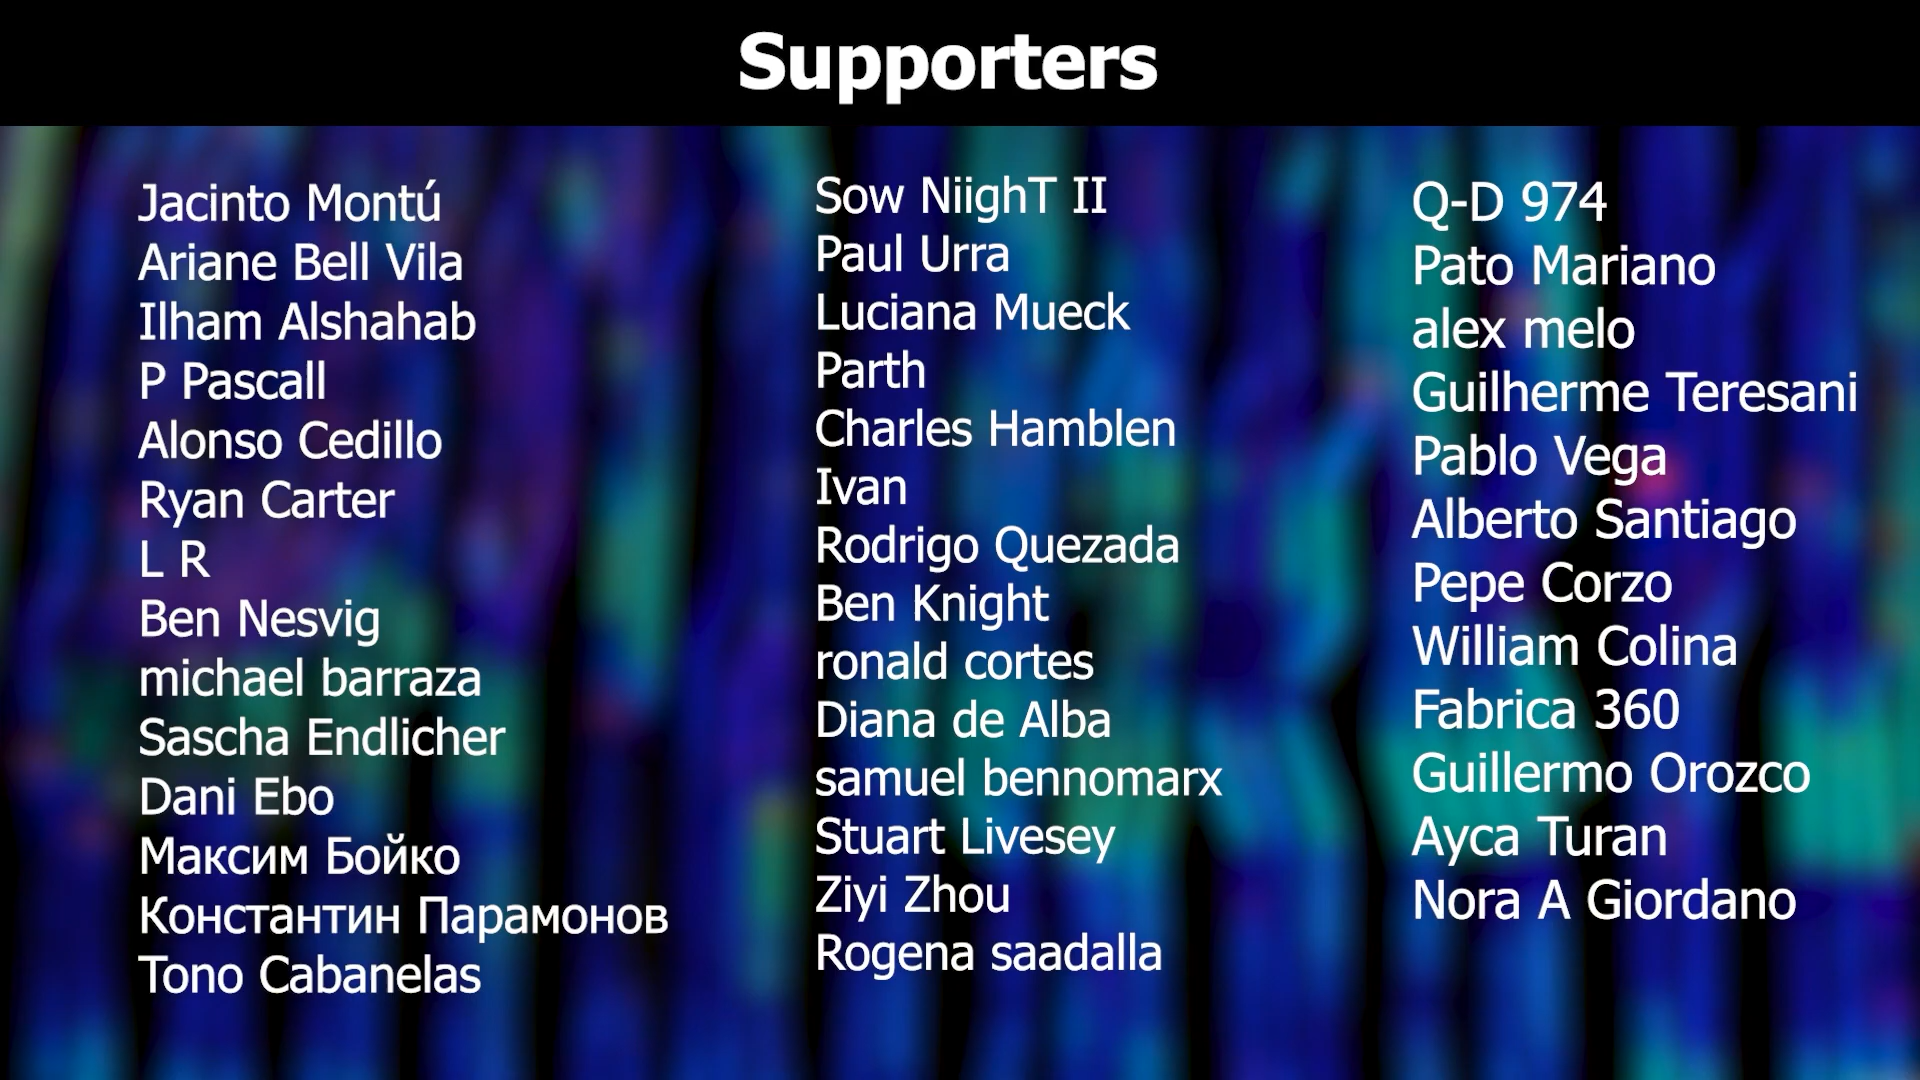 Supporters
Jacinto Montú
Ariane Bell Vila
Ilham Alshahab
P Pascall
Alonso Cedillo
Ryan Carter
L R
Ben Nesvig
michael barraza
Sascha Endlicher
Dani Ebo
Максим Бойко
Константин Парамонов
Tono Cabanelas
Sow NiighT II
Paul Urra
Luciana Mueck
Parth
Charles Hamblen
Ivan
Rodrigo Quezada
Ben Knight
ronald cortes
Diana de Alba
samuel bennomarx
Stuart Livesey
Ziyi Zhou
Rogena saadalla
Q-D 974
Pato Mariano
alex melo
Guilherme Teresani
Pablo Vega
Alberto Santiago
Pepe Corzo
William Colina
Fabrica 360
Guillermo Orozco
Ayca Turan
Nora A Giordano